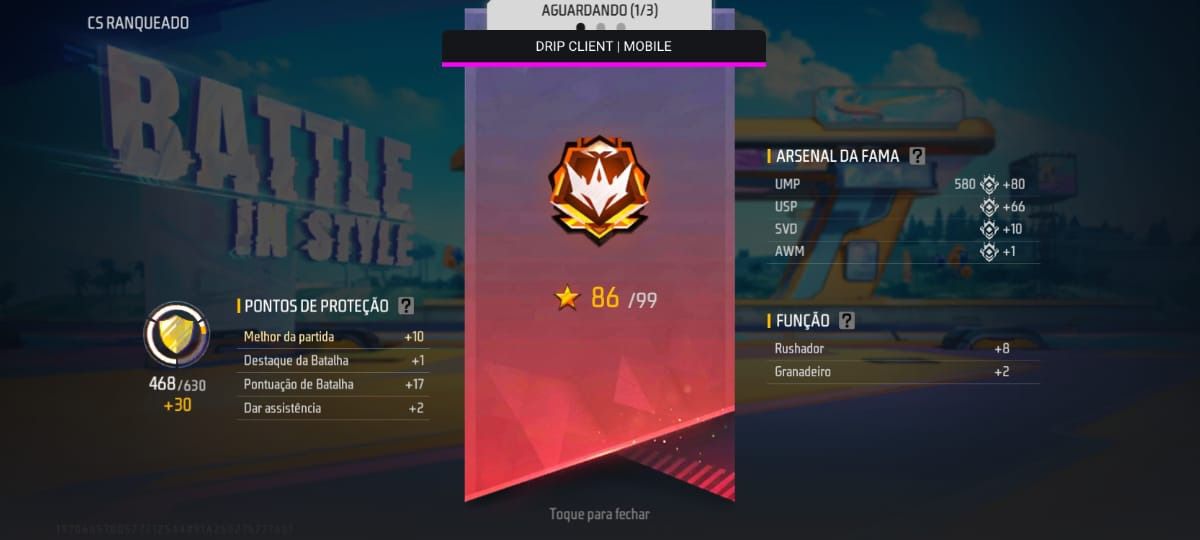 CS RANQUEADO
AGUARDANDO (1/3)
DRIP CLIENT | MOBILE
BATTLE
IN STYLE
86 /99
PONTOS DE PROTEÇÃO ?
Melhor da partida +10
Destaque da Batalha +1
Pontuação de Batalha +17
Dar assistência +2
468/630
+30
ARSENAL DA FAMA ?
UMP 580 +80
USP +66
SVD +10
AWM +1
FUNÇÃO ?
Rushador +8
Granadeiro +2
Toque para fechar